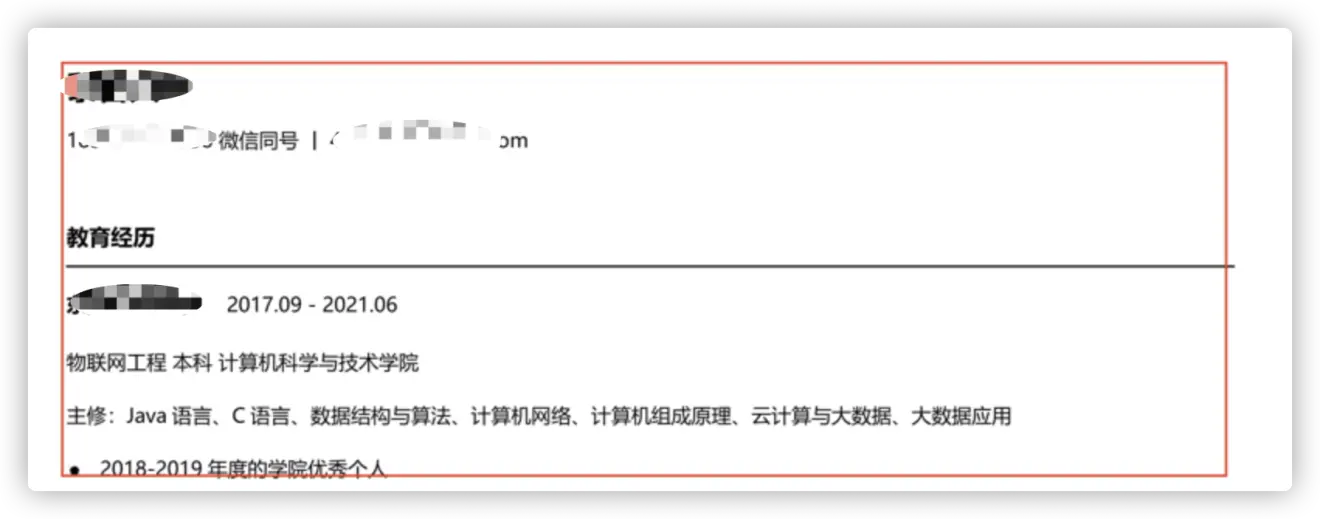 微信同号 |
教育经历
2017.09 - 2021.06
物联网工程 本科 计算机科学与技术学院
主修：Java 语言、C 语言、数据结构与算法、计算机网络、计算机组成原理、云计算与大数据、大数据应用
● 2018-2019 年度的学院优秀个人